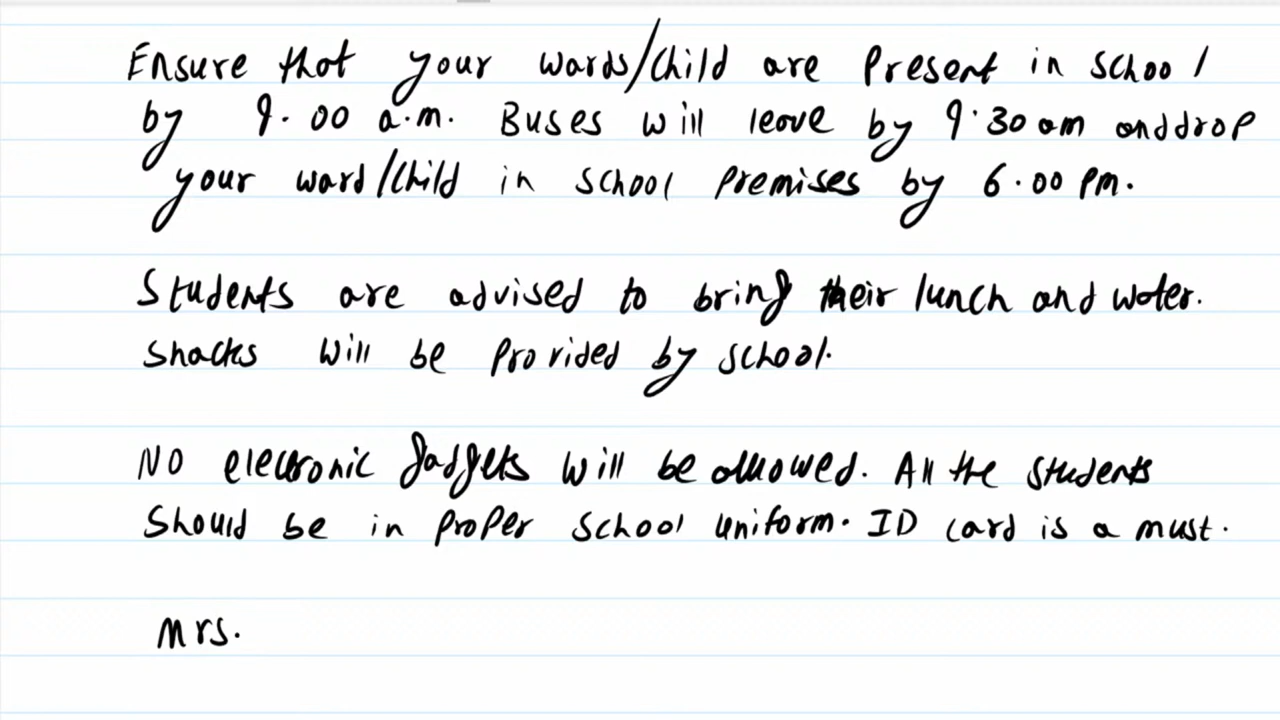 Ensure that your wards/child are Present in school
by 9.00 a.m. Buses will leave by 9.30 am and drop
your ward/child in school premises by 6.00 pm.
Students are advised to bring their lunch and water.
Snacks will be provided by school.
NO electronic gadgets will be allowed. All the students
Should be in proper school uniform. ID card is a must.
Mrs.